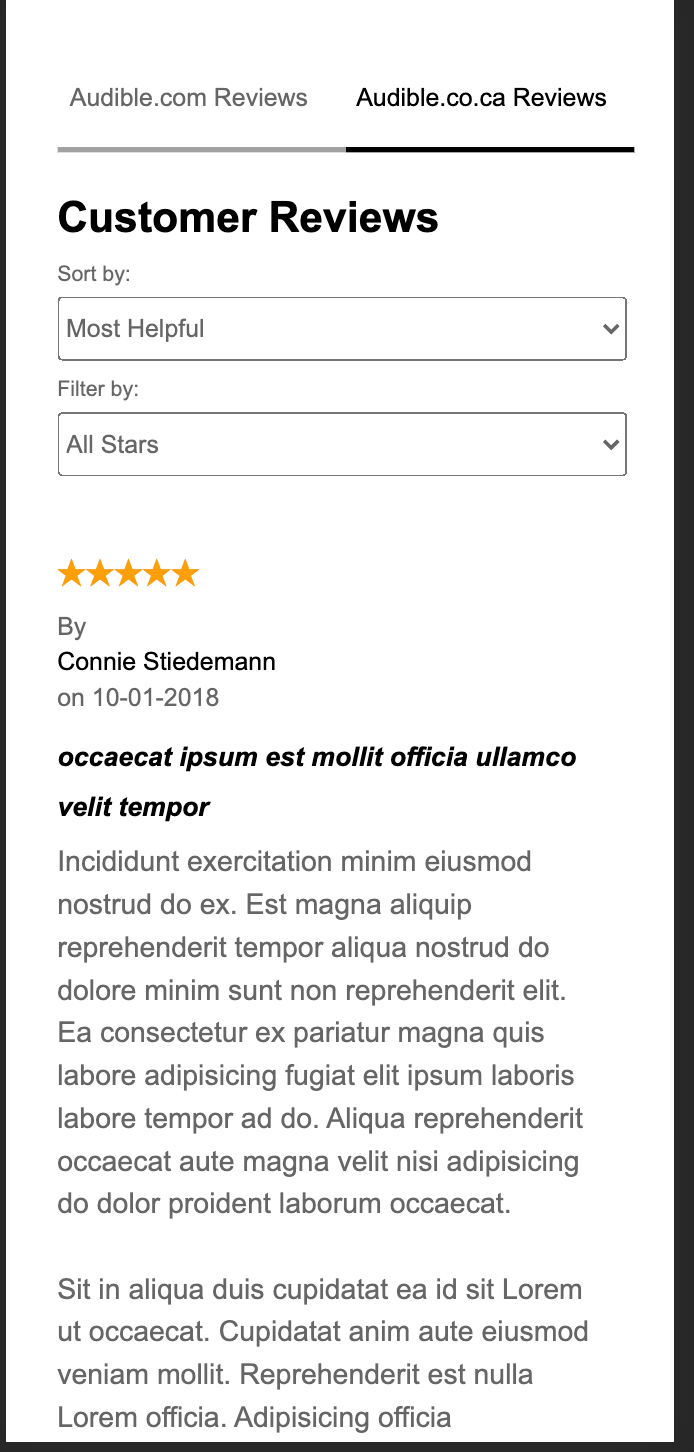 Audible.com Reviews Audible.co.ca Reviews
Customer Reviews
Sort by:
Most Helpful
Filter by:
All Stars
By
Connie Stiedemann
on 10-01-2018
occaecat ipsum est mollit officia ullamco
velit tempor
Incididunt exercitation minim eiusmod
nostrud do ex. Est magna aliquip
reprehenderit tempor aliqua nostrud do
dolore minim sunt non reprehenderit elit.
Ea consectetur ex pariatur magna quis
labore adipisicing fugiat elit ipsum laboris
labore tempor ad do. Aliqua reprehenderit
occaecat aute magna velit nisi adipisicing
do dolor proident laborum occaecat.
Sit in aliqua duis cupidatat ea id sit Lorem
ut occaecat. Cupidatat anim aute eiusmod
veniam mollit. Reprehenderit est nulla
Lorem officia. Adipisicing officia